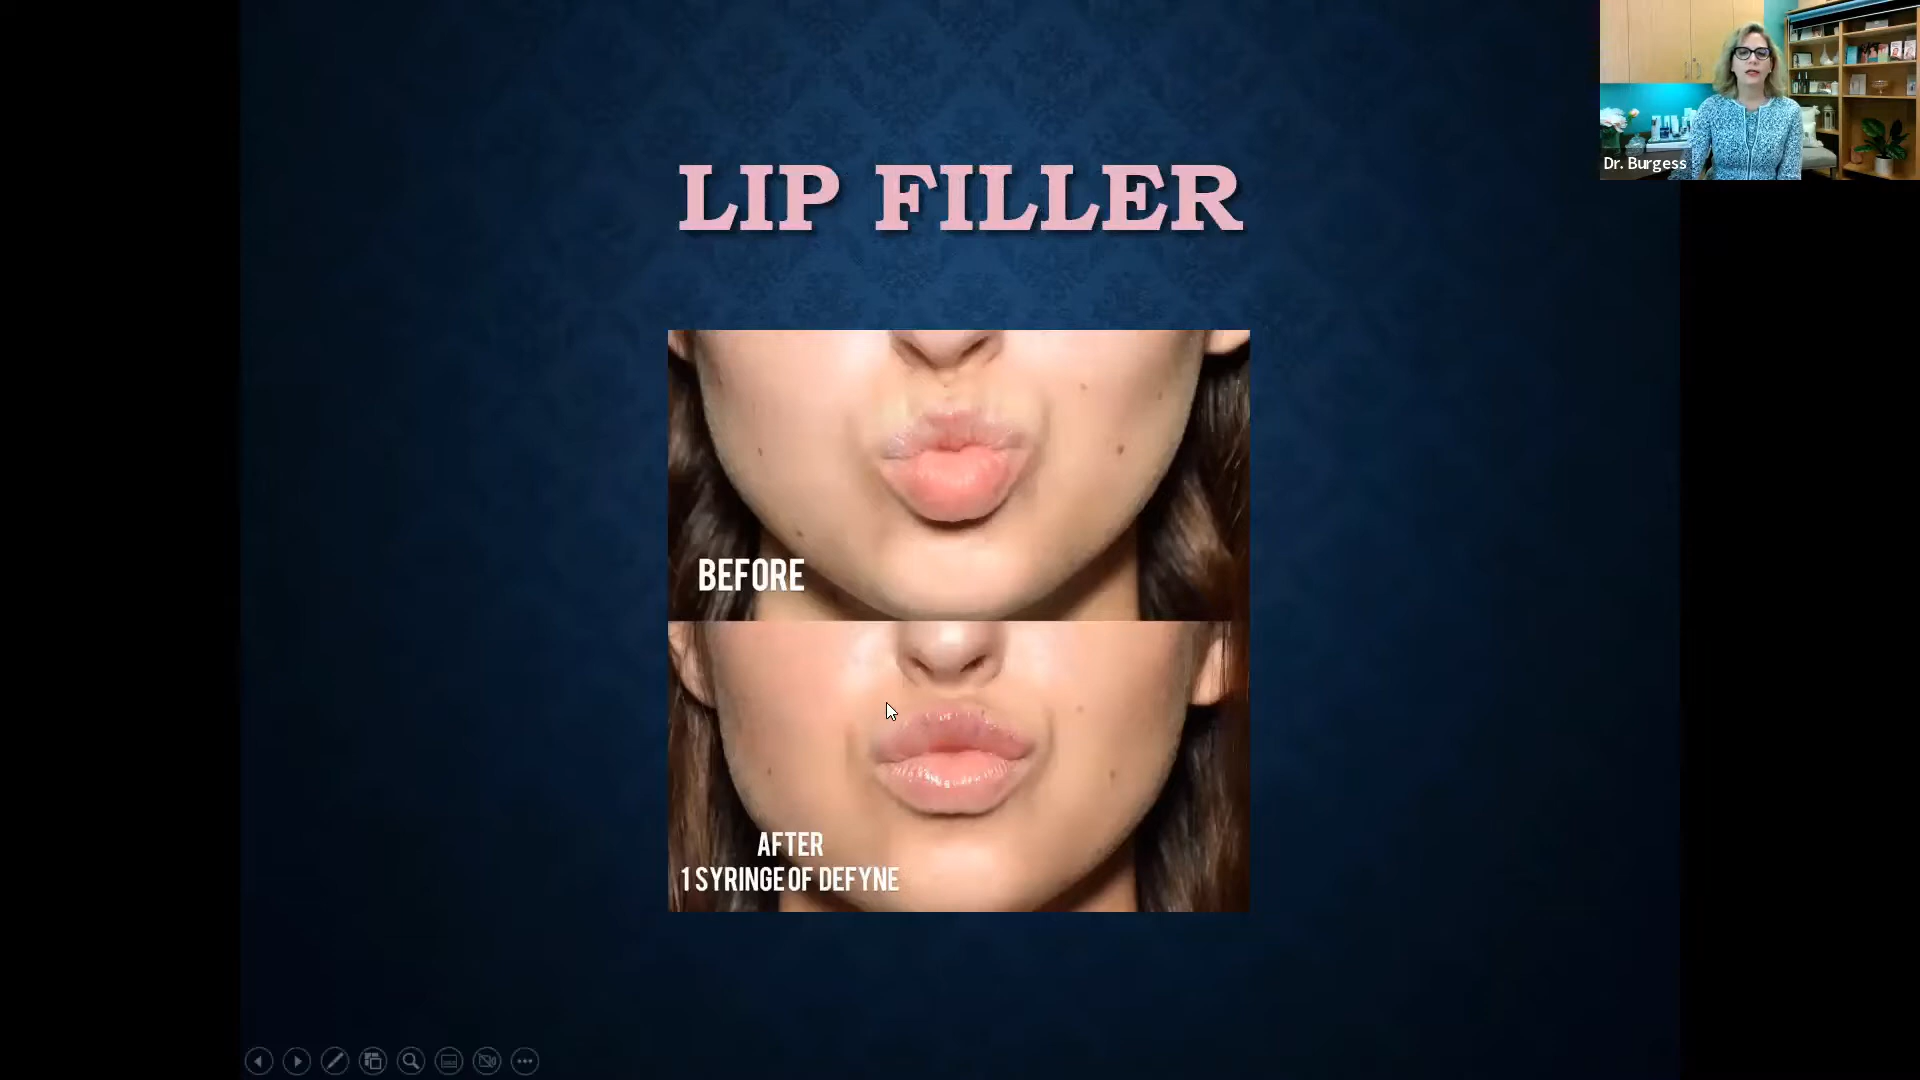 LIP FILLER
Dr. Burgess
BEFORE
AFTER
1 SYRINGE OF DEFYNE